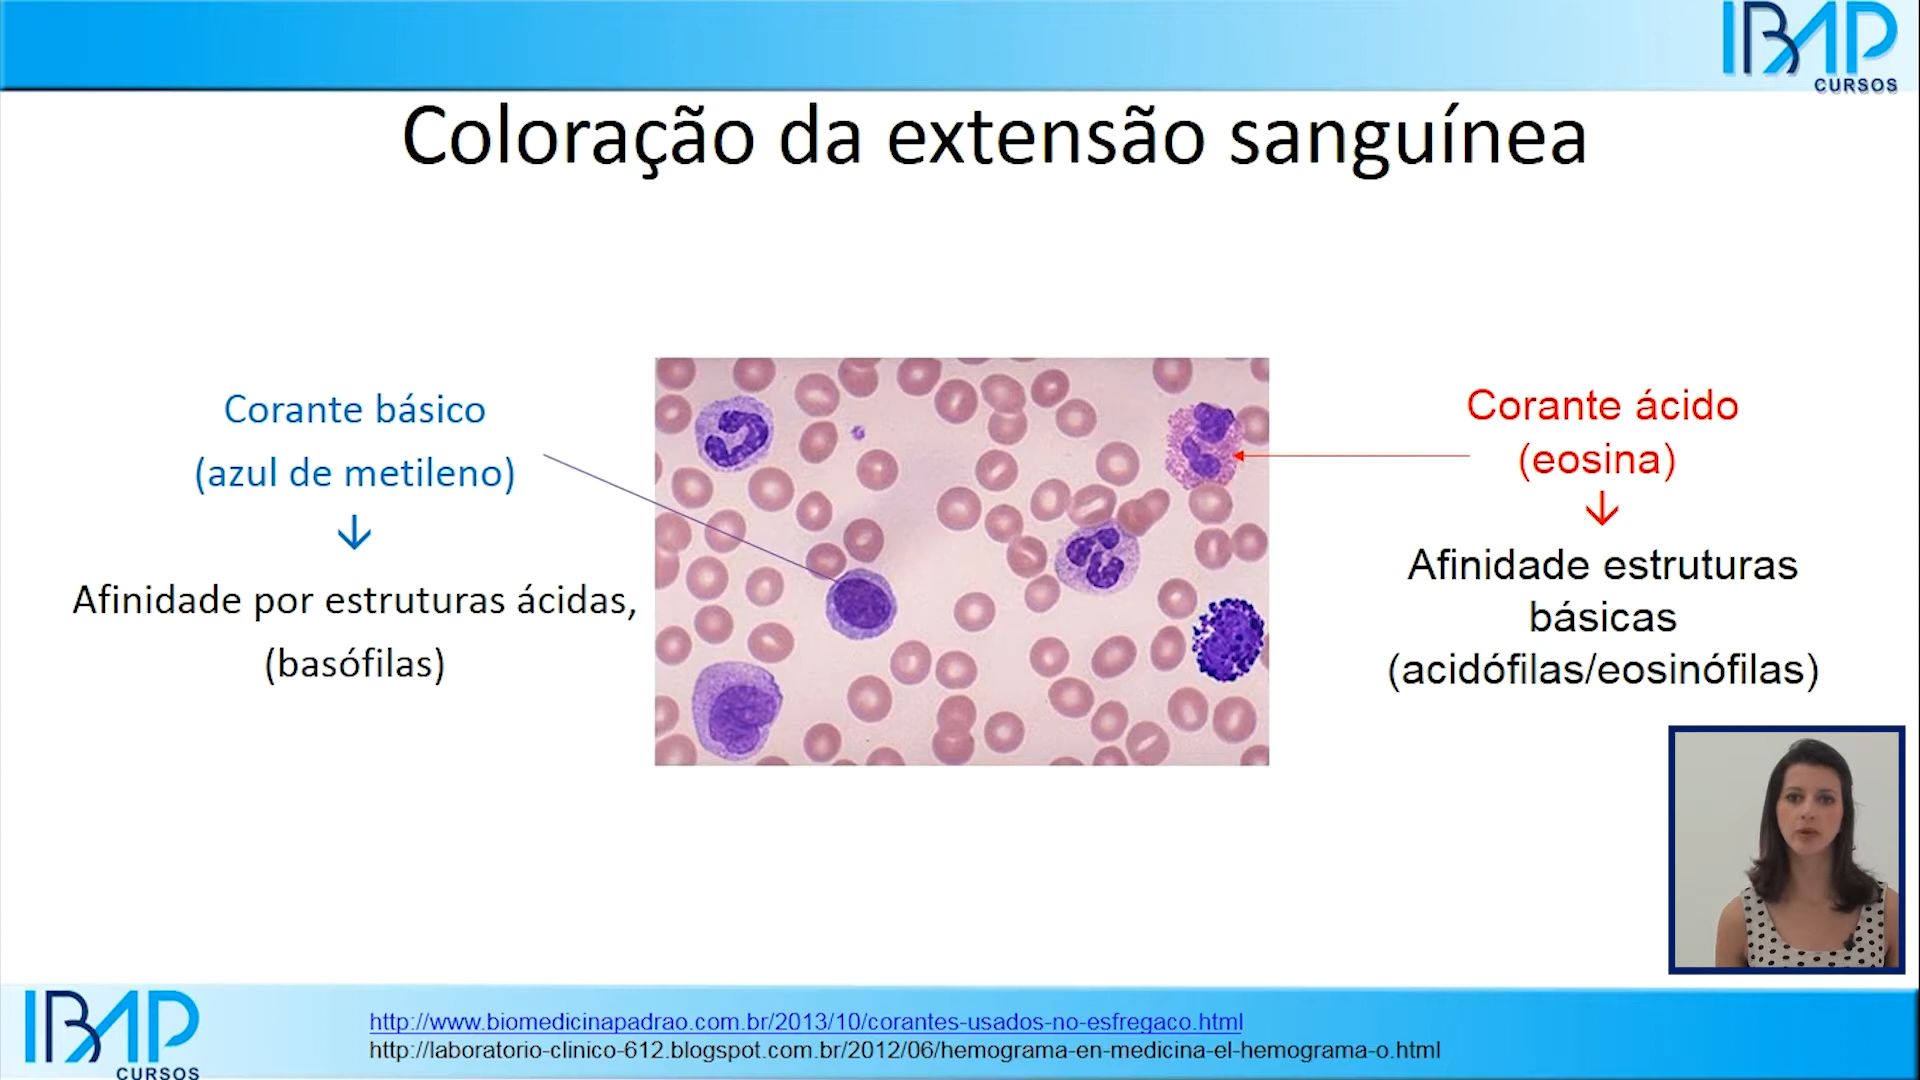 IBAP
CURSOS
Coloração da extensão sanguínea
Corante básico
(azul de metileno)
↓
Afinidade por estruturas ácidas,
(basófilas)
Corante ácido
(eosina)
↓
Afinidade estruturas
básicas
(acidófilas/eosinófilas)
IBAP
CURSOS
http://www.biomedicinapadrao.com.br/2013/10/corantes-usados-no-esfregaco.html
http://laboratorio-clinico-612.blogspot.com.br/2012/06/hemograma-en-medicina-el-hemograma-o.html